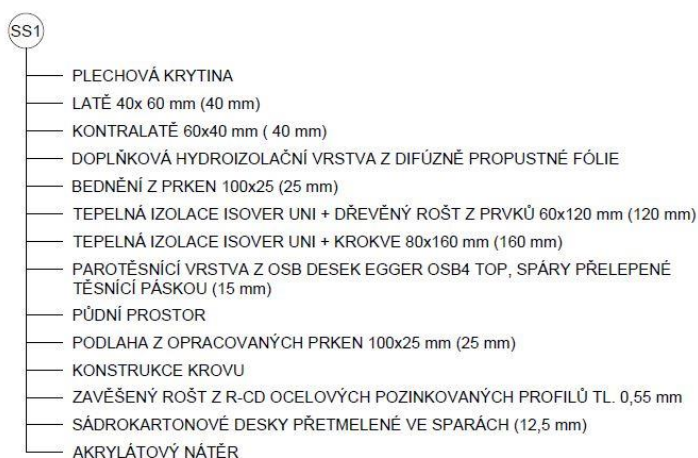 SS1
PLECHOVÁ KRYTINA
LATĚ 40x 60 mm (40 mm)
KONTRALATĚ 60x40 mm ( 40 mm)
DOPLŇKOVÁ HYDROIZOLAČNÍ VRSTVA Z DIFÚZNĚ PROPUSTNÉ FÓLIE
BEDNĚNÍ Z PRKEN 100x25 (25 mm)
TEPELNÁ IZOLACE ISOVER UNI + DŘEVĚNÝ ROŠT Z PRVKŮ 60x120 mm (120 mm)
TEPELNÁ IZOLACE ISOVER UNI + KROKVE 80x160 mm (160 mm)
PAROTĚSNÍCÍ VRSTVA Z OSB DESEK EGGER OSB4 TOP, SPÁRY PŘELEPENÉ
TĚSNÍCÍ PÁSKOU (15 mm)
PŮDNÍ PROSTOR
PODLAHA Z OPRACOVANÝCH PRKEN 100x25 mm (25 mm)
KONSTRUKCE KROVU
ZAVĚŠENÝ ROŠT Z R-CD OCELOVÝCH POZINKOVANÝCH PROFILŮ TL. 0,55 mm
SÁDROKARTONOVÉ DESKY PŘETMELENÉ VE SPARÁCH (12,5 mm)
AKRYLÁTOVÝ NÁTĚR